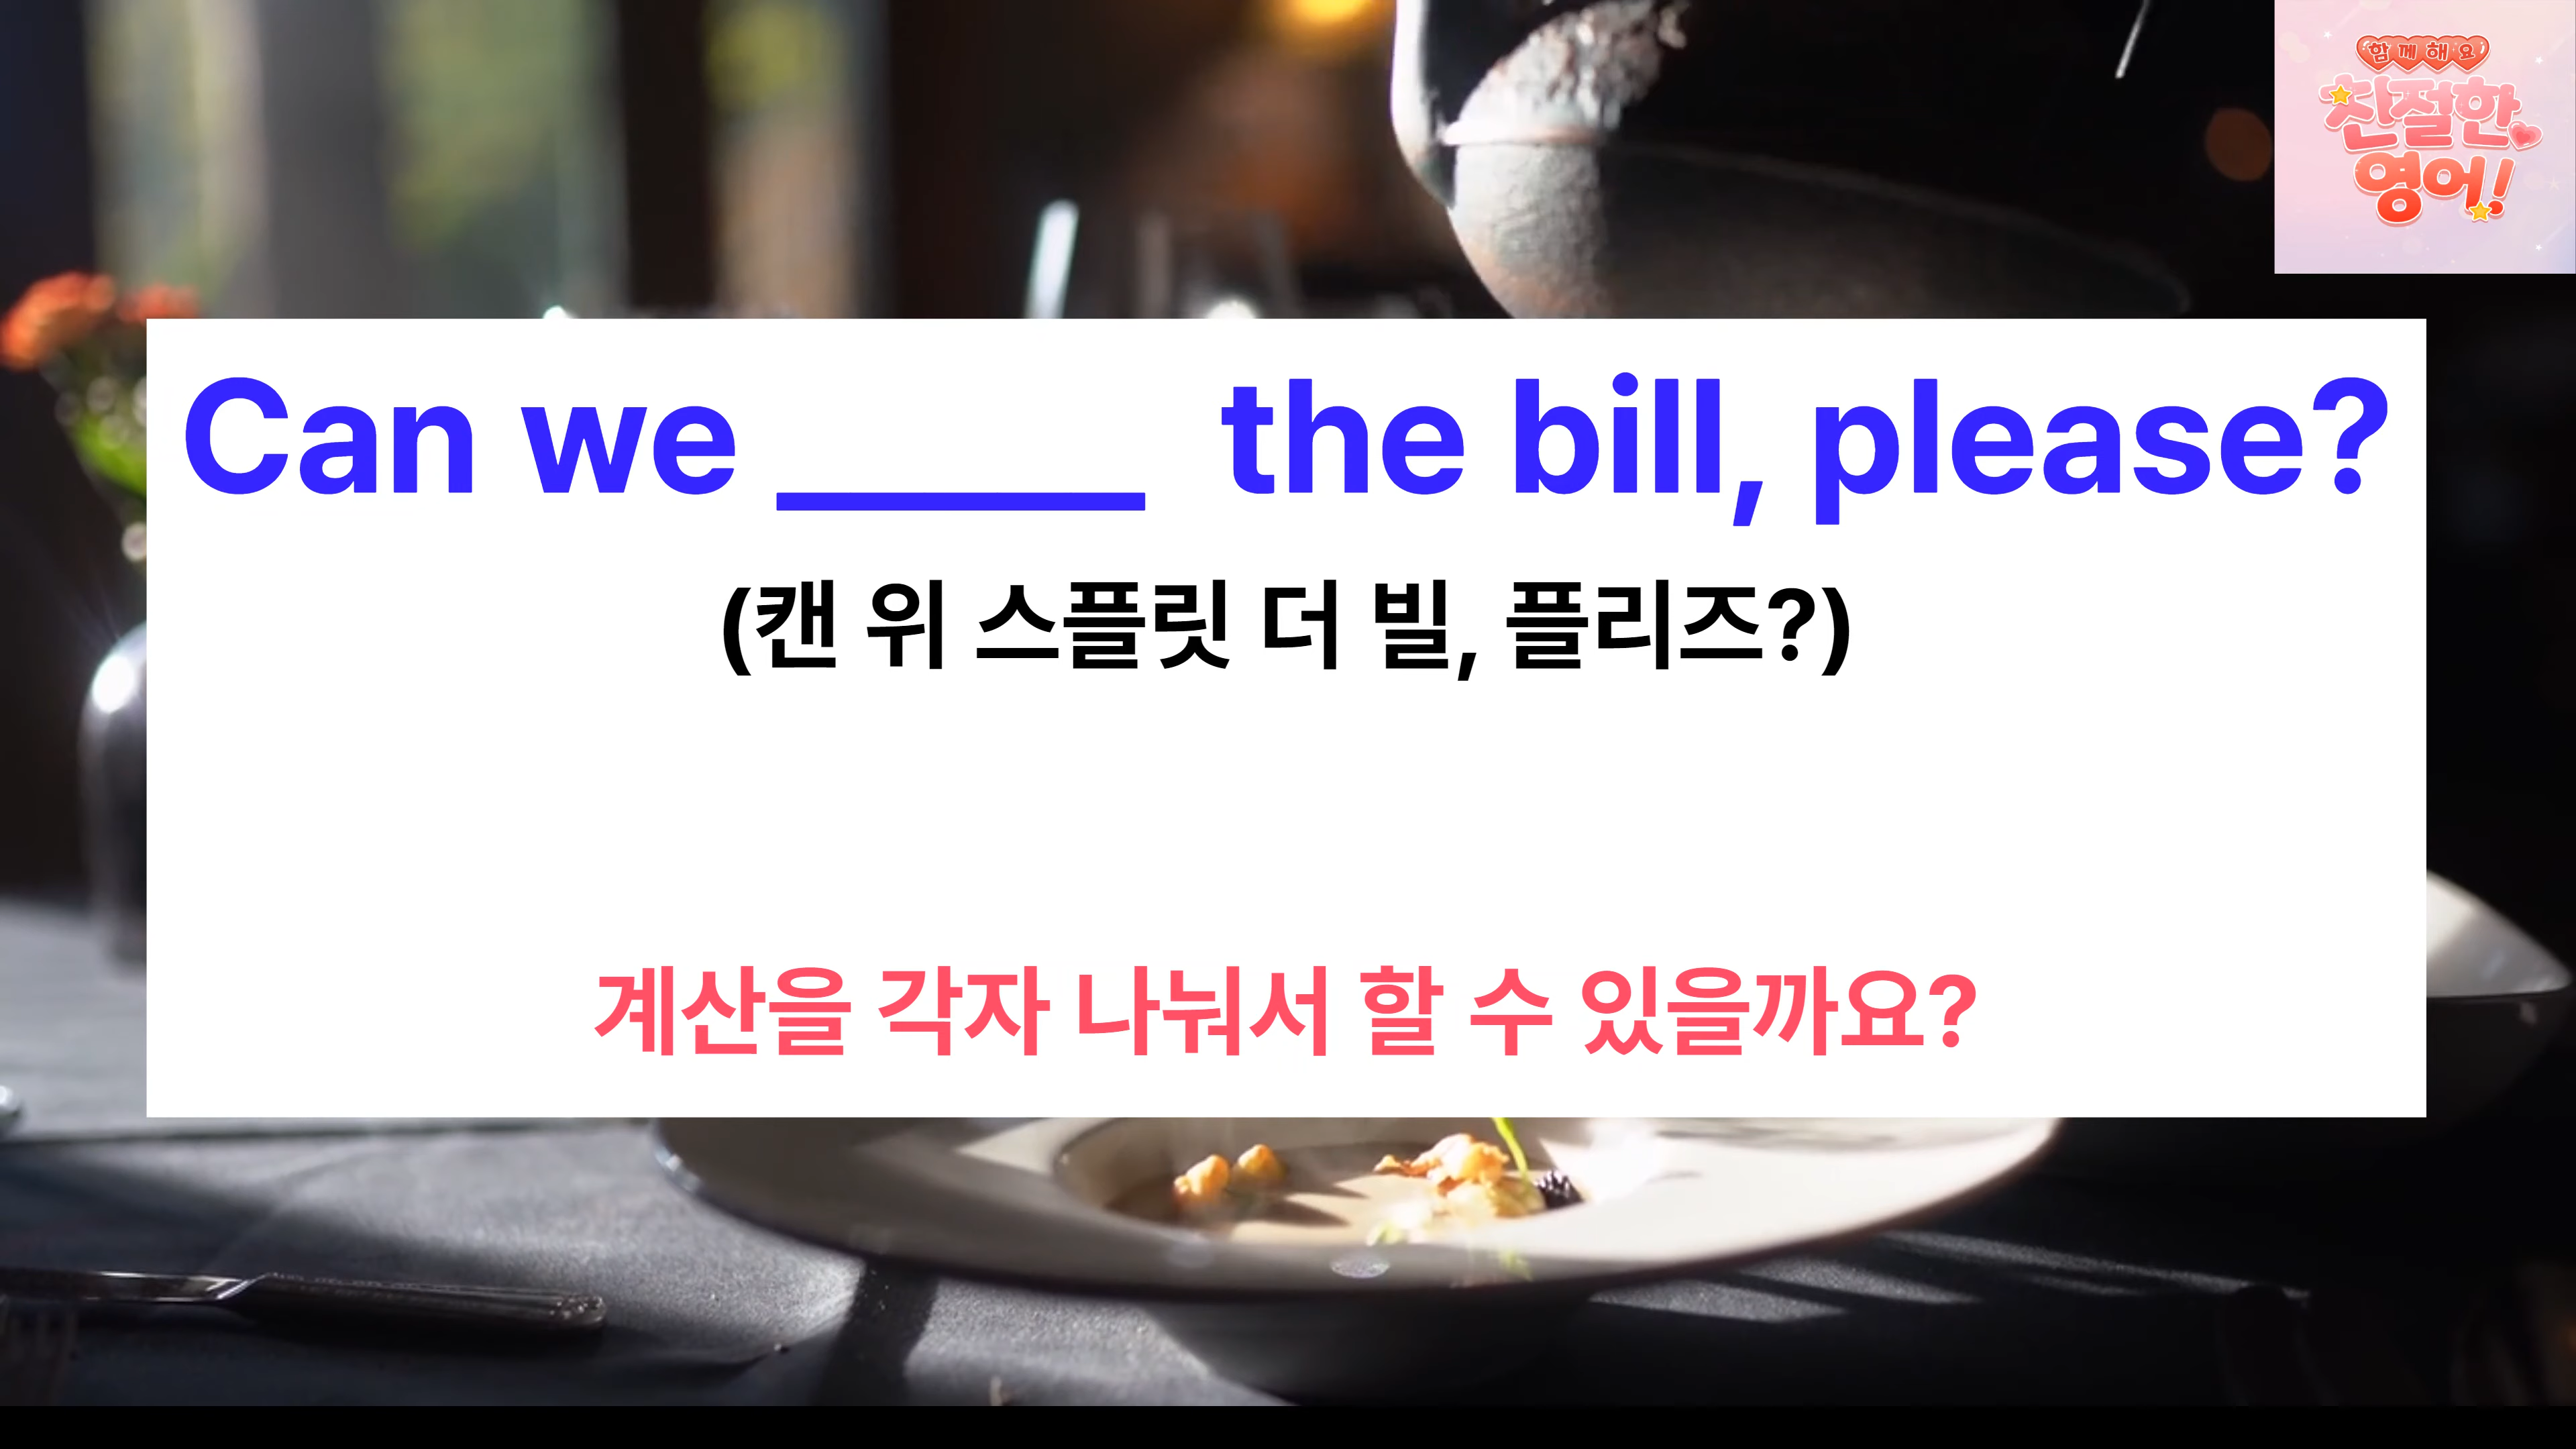 함께해요
친절한
영어!
Can we _____ the bill, please?
(캔 위 스플릿 더 빌, 플리즈?)
계산을 각자 나눠서 할 수 있을까요?